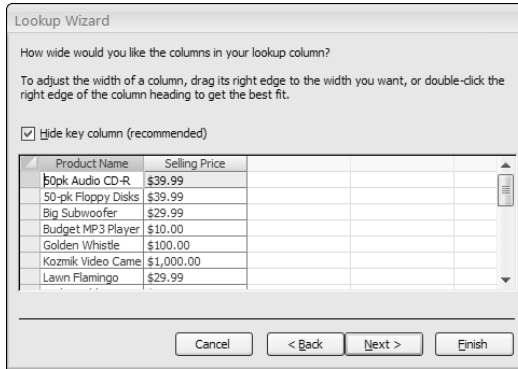 Lookup Wizard
How wide would you like the columns in your lookup column?
To adjust the width of a column, drag its right edge to the width you want, or double-click the
right edge of the column heading to get the best fit.
Hide key column (recommended)
Product Name Selling Price
50pk Audio CD-R $39.99
50-pk Floppy Disks $39.99
Big Subwoofer $29.99
Budget MP3 Player $10.00
Golden Whistle $100.00
Kozmik Video Came $1,000.00
Lawn Flamingo $29.99
Cancel < Back Next > Finish